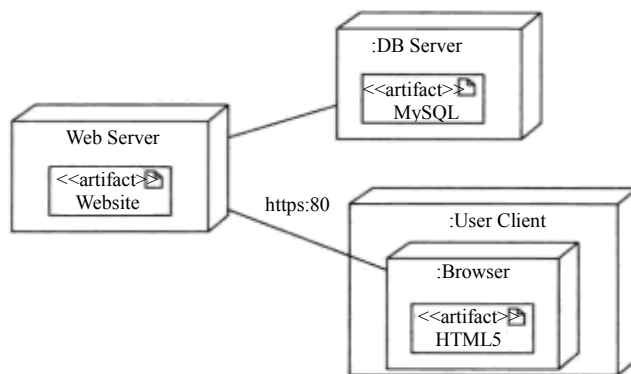 :DB Server
<<artifact>>
MySQL
Web Server
<<artifact>>
Website
https:80
:User Client
:Browser
<<artifact>>
HTML5